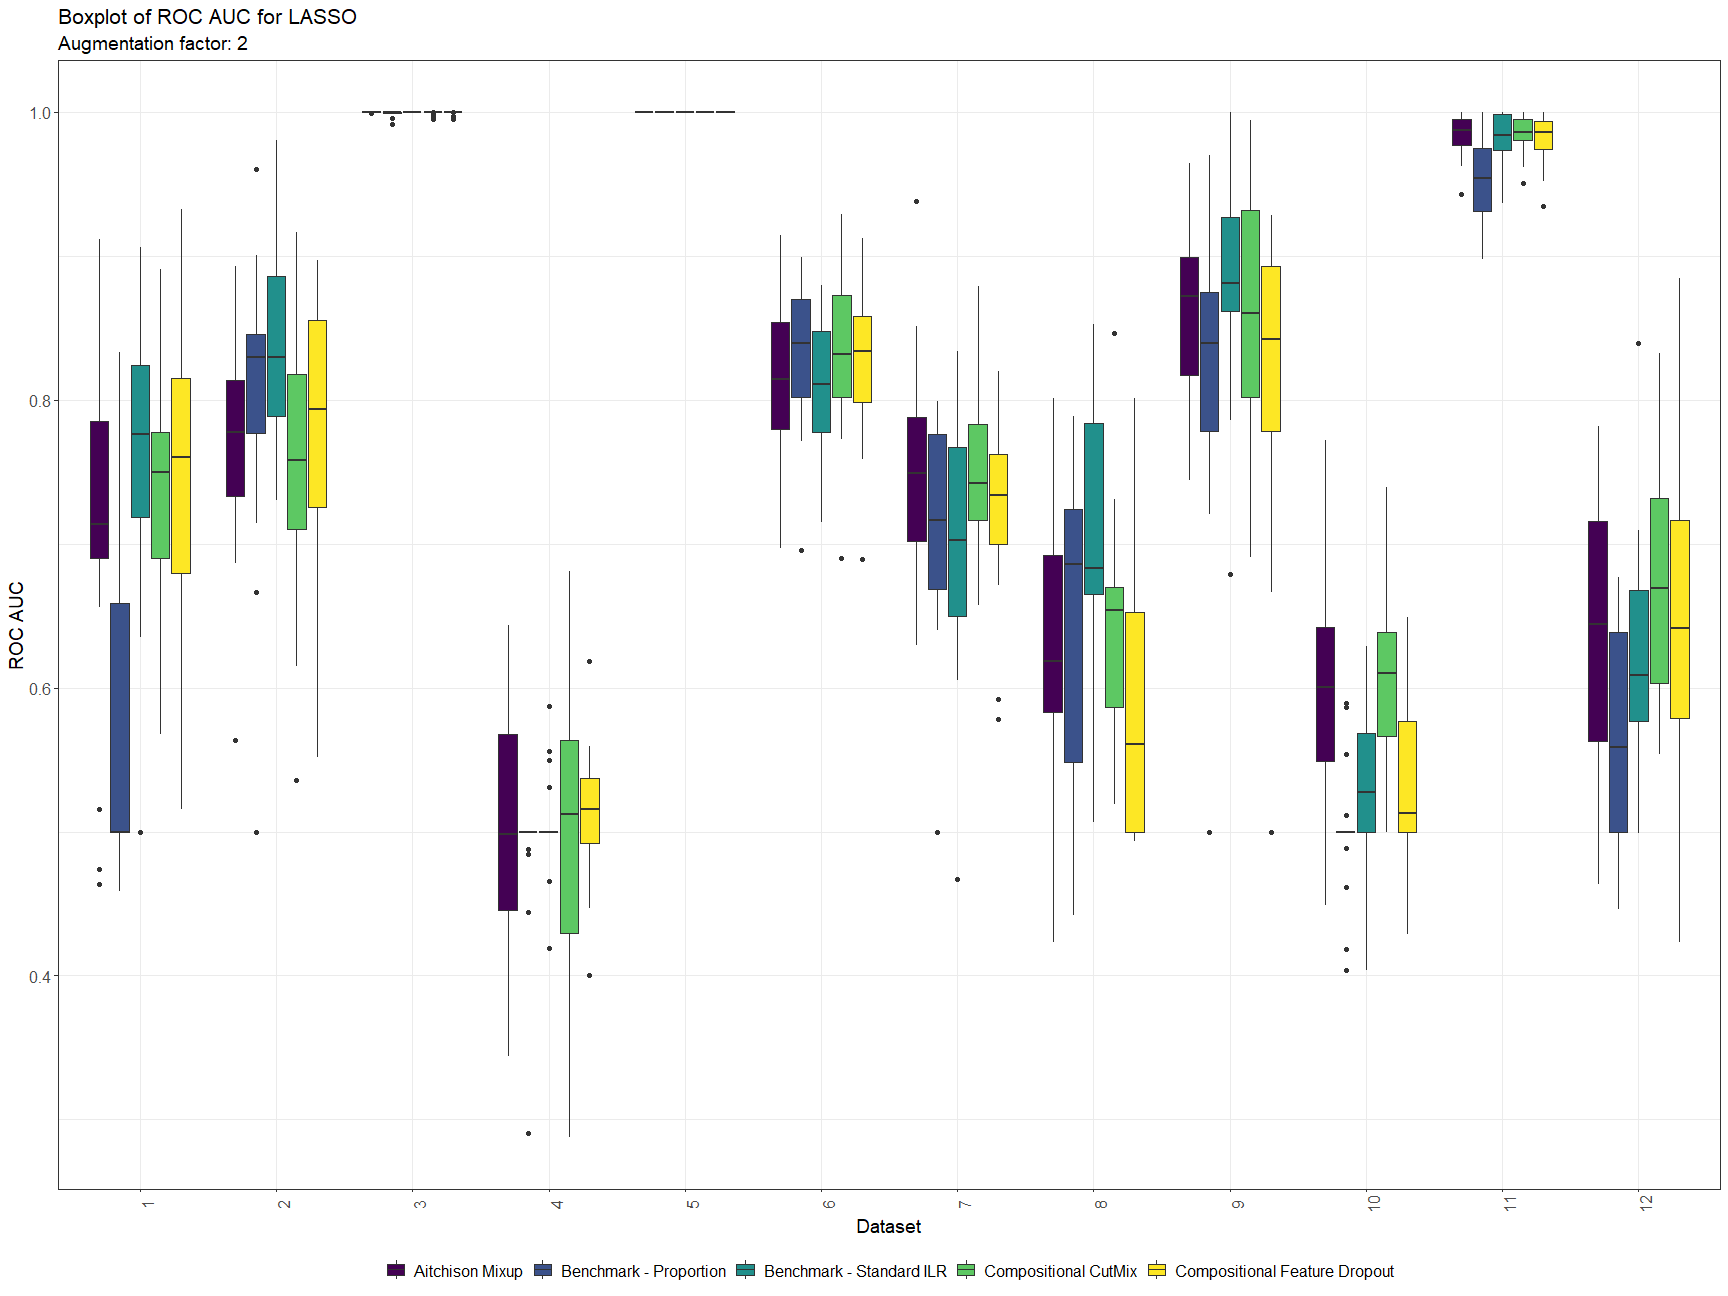 Boxplot of ROC AUC for LASSO
Augmentation factor: 2
1.0
0.8
0.6
0.4
ROC AUC
1 2 3 4 5 6 7 8 9 10 11 12
Dataset
Aitchison Mixup Benchmark - Proportion Benchmark - Standard ILR Compositional CutMix Compositional Feature Dropout